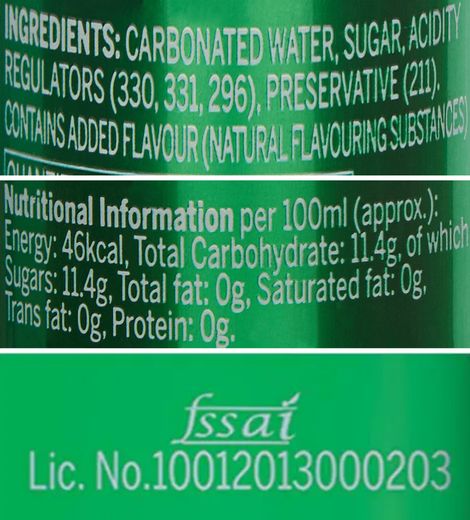 INGREDIENTS: CARBONATED WATER, SUGAR, ACIDITY
REGULATORS (330, 331, 296), PRESERVATIVE (211).
CONTAINS ADDED FLAVOUR (NATURAL FLAVOURING SUBSTANCES)
Nutritional Information per 100ml (approx.):
Energy: 46kcal, Total Carbohydrate: 11.4g, of which
Sugars: 11.4g, Total fat: 0g, Saturated fat: 0g,
Trans fat: 0g, Protein: 0g.
fssai
Lic. No.10012013000203